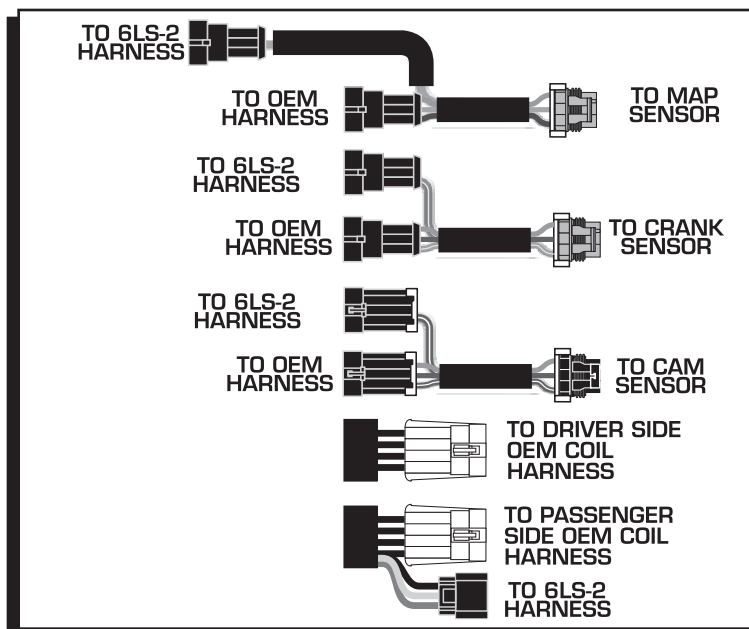 TO 6LS-2
HARNESS
TO OEM
HARNESS
TO MAP
SENSOR
TO 6LS-2
HARNESS
TO OEM
HARNESS
TO CRANK
SENSOR
TO 6LS-2
HARNESS
TO OEM
HARNESS
TO CAM
SENSOR
TO DRIVER SIDE
OEM COIL
HARNESS
TO PASSENGER
SIDE OEM COIL
HARNESS
TO 6LS-2
HARNESS